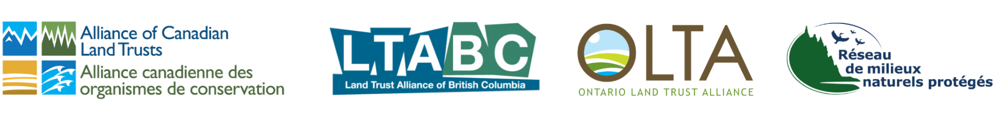 Alliance of Canadian
Land Trusts
Alliance canadienne des
organismes de conservation
LTABC
Land Trust Alliance of British Columbia
OLTA
ONTARIO LAND TRUST ALLIANCE
Réseau
de milieux
naturels protégés